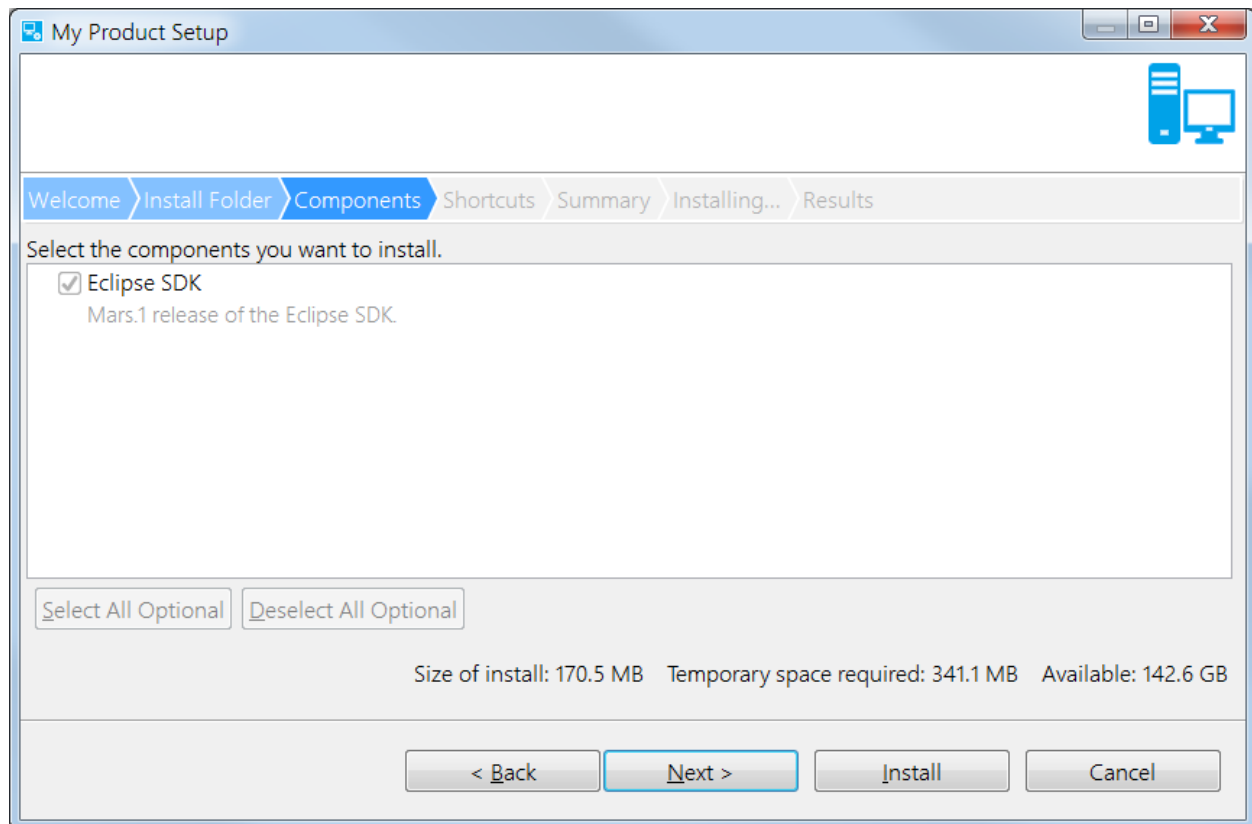 My Product Setup
Welcome Install Folder Components Shortcuts Summary Installing... Results
Select the components you want to install.
Eclipse SDK
Mars.1 release of the Eclipse SDK.
Select All Optional Deselect All Optional
Size of install: 170.5 MB Temporary space required: 341.1 MB Available: 142.6 GB
< Back Next > Install Cancel